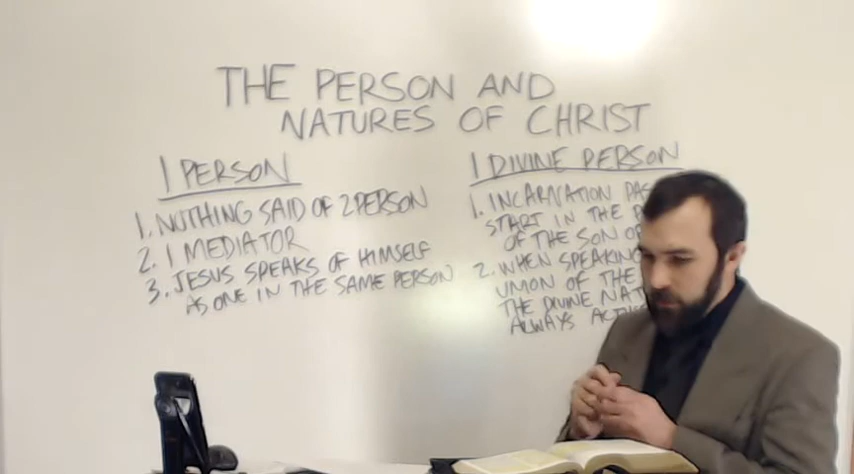 THE PERSON AND
NATURES OF CHRIST
1 PERSON
1. NOTHING SAID OF 2 PERSON
2. 1 MEDIATOR
3. JESUS SPEAKS OF HIMSELF
AS ONE IN THE SAME PERSON
1 DIVINE PERSON
1. INCARNATION
START IN THE
OF THE SON OF
2. WHEN SPEAKING
UNION OF THE
THE DIVINE
ALWAYS